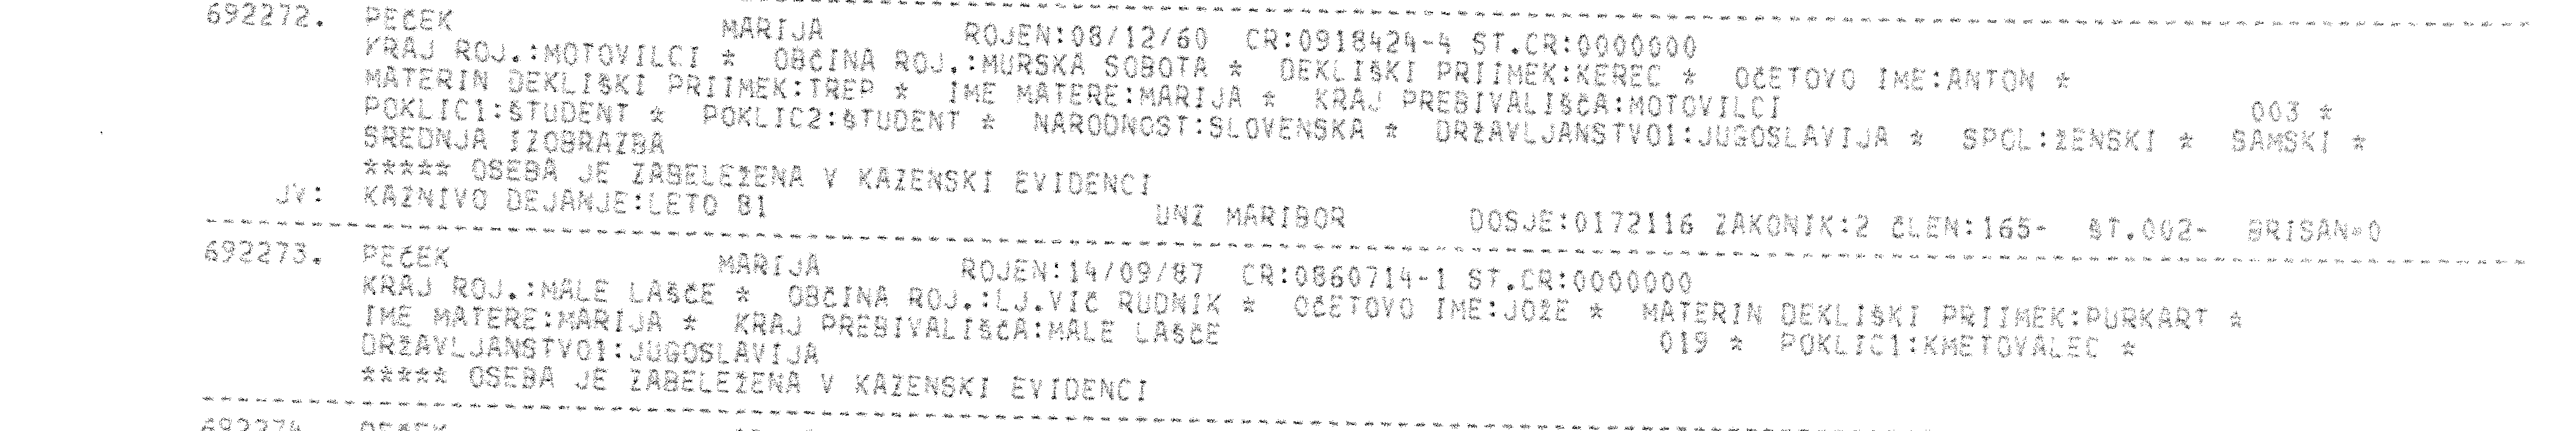 692272. PEČEK MARIJA ROJEN:08/12/60 CR:0918424-4 ST.CR:0000000
KRAJ ROJ.:MOTOVILCI * OBČINA ROJ.:MURSKA SOBOTA * DEKLIŠKI PRIIMEK:KEREC * OČETOVO IME:ANTON *
MATERIN DEKLIŠKI PRIIMEK:TREP * IME MATERE:MARIJA * KRAJ PREBIVALIŠČA:MOTOVILCI 003 *
POKLIC1:ŠTUDENT * POKLIC2:ŠTUDENT * NARODNOST:SLOVENSKA * DRŽAVLJANSTVO1:JUGOSLAVIJA * SPOL:ŽENSKI * SAMSKI *
SREDNJA IZOBRAZBA
***** OSEBA JE ZABELEŽENA V KAZENSKI EVIDENCI
JV: KAZNIVO DEJANJE:LETO 81 UNZ MARIBOR DOSJE:0172116 ZAKONIK:2 ČLEN:165- ŠT.002- BRISAN=0
692273. PEČEK MARIJA ROJEN:14/09/87 CR:0860714-1 ST.CR:0000000
KRAJ ROJ.:MALE LAŠČE * OBČINA ROJ.:LJ.VIČ RUDNIK * OČETOVO IME:JOŽE * MATERIN DEKLIŠKI PRIIMEK:PURKART *
IME MATERE:MARIJA * KRAJ PREBIVALIŠČA:MALE LAŠČE 019 * POKLIC1:KMETOVALEC *
DRŽAVLJANSTVO1:JUGOSLAVIJA
***** OSEBA JE ZABELEŽENA V KAZENSKI EVIDENCI
692274. PEČEK